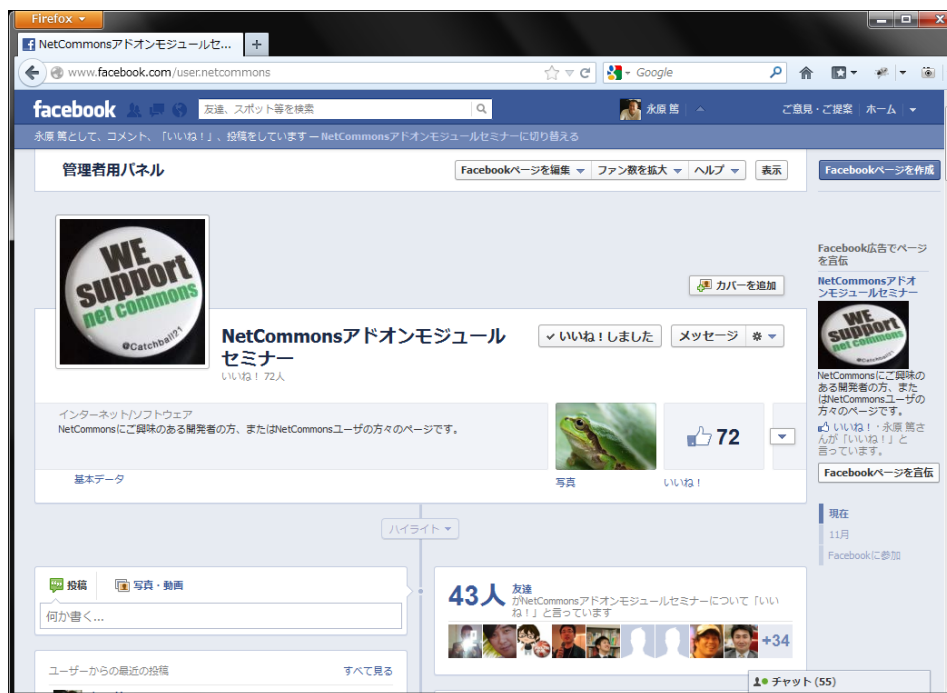 Firefox
NetCommonsアドオンモジュールセ...
www.facebook.com/user.netcommons
Google
facebook
友達、スポット等を検索
永原 篤
ご意見・ご提案
ホーム
永原 篤として、コメント、「いいね！」、投稿をしています — NetCommonsアドオンモジュールセミナーに切り替える
管理者用パネル
Facebookページを編集
ファン数を拡大
ヘルプ
表示
Facebookページを作成
WE
support
net commons
@Catchball21
カバーを追加
NetCommonsアドオンモジュール
セミナー
いいね！ 72人
いいね！しました
メッセージ
インターネット/ソフトウェア
NetCommonsにご興味のある開発者の方、またはNetCommonsユーザの方々のページです。
基本データ
写真
72
いいね！
Facebook広告でページ
を宣伝
NetCommonsアドオ
ンモジュールセミナー
WE
support
net commons
NetCommonsにご興味の
ある開発者の方、また
はNetCommonsユーザの
方々のページです。
いいね！ · 永原 篤さ
んが「いいね！」と
言っています。
Facebookページを宣伝
現在
11月
Facebookに参加
ハイライト
投稿
写真・動画
何か書く...
43人 友達
がNetCommonsアドオンモジュールセミナーについて「いい
ね！」と言っています
+34
ユーザーからの最近の投稿
すべて見る
チャット (55)